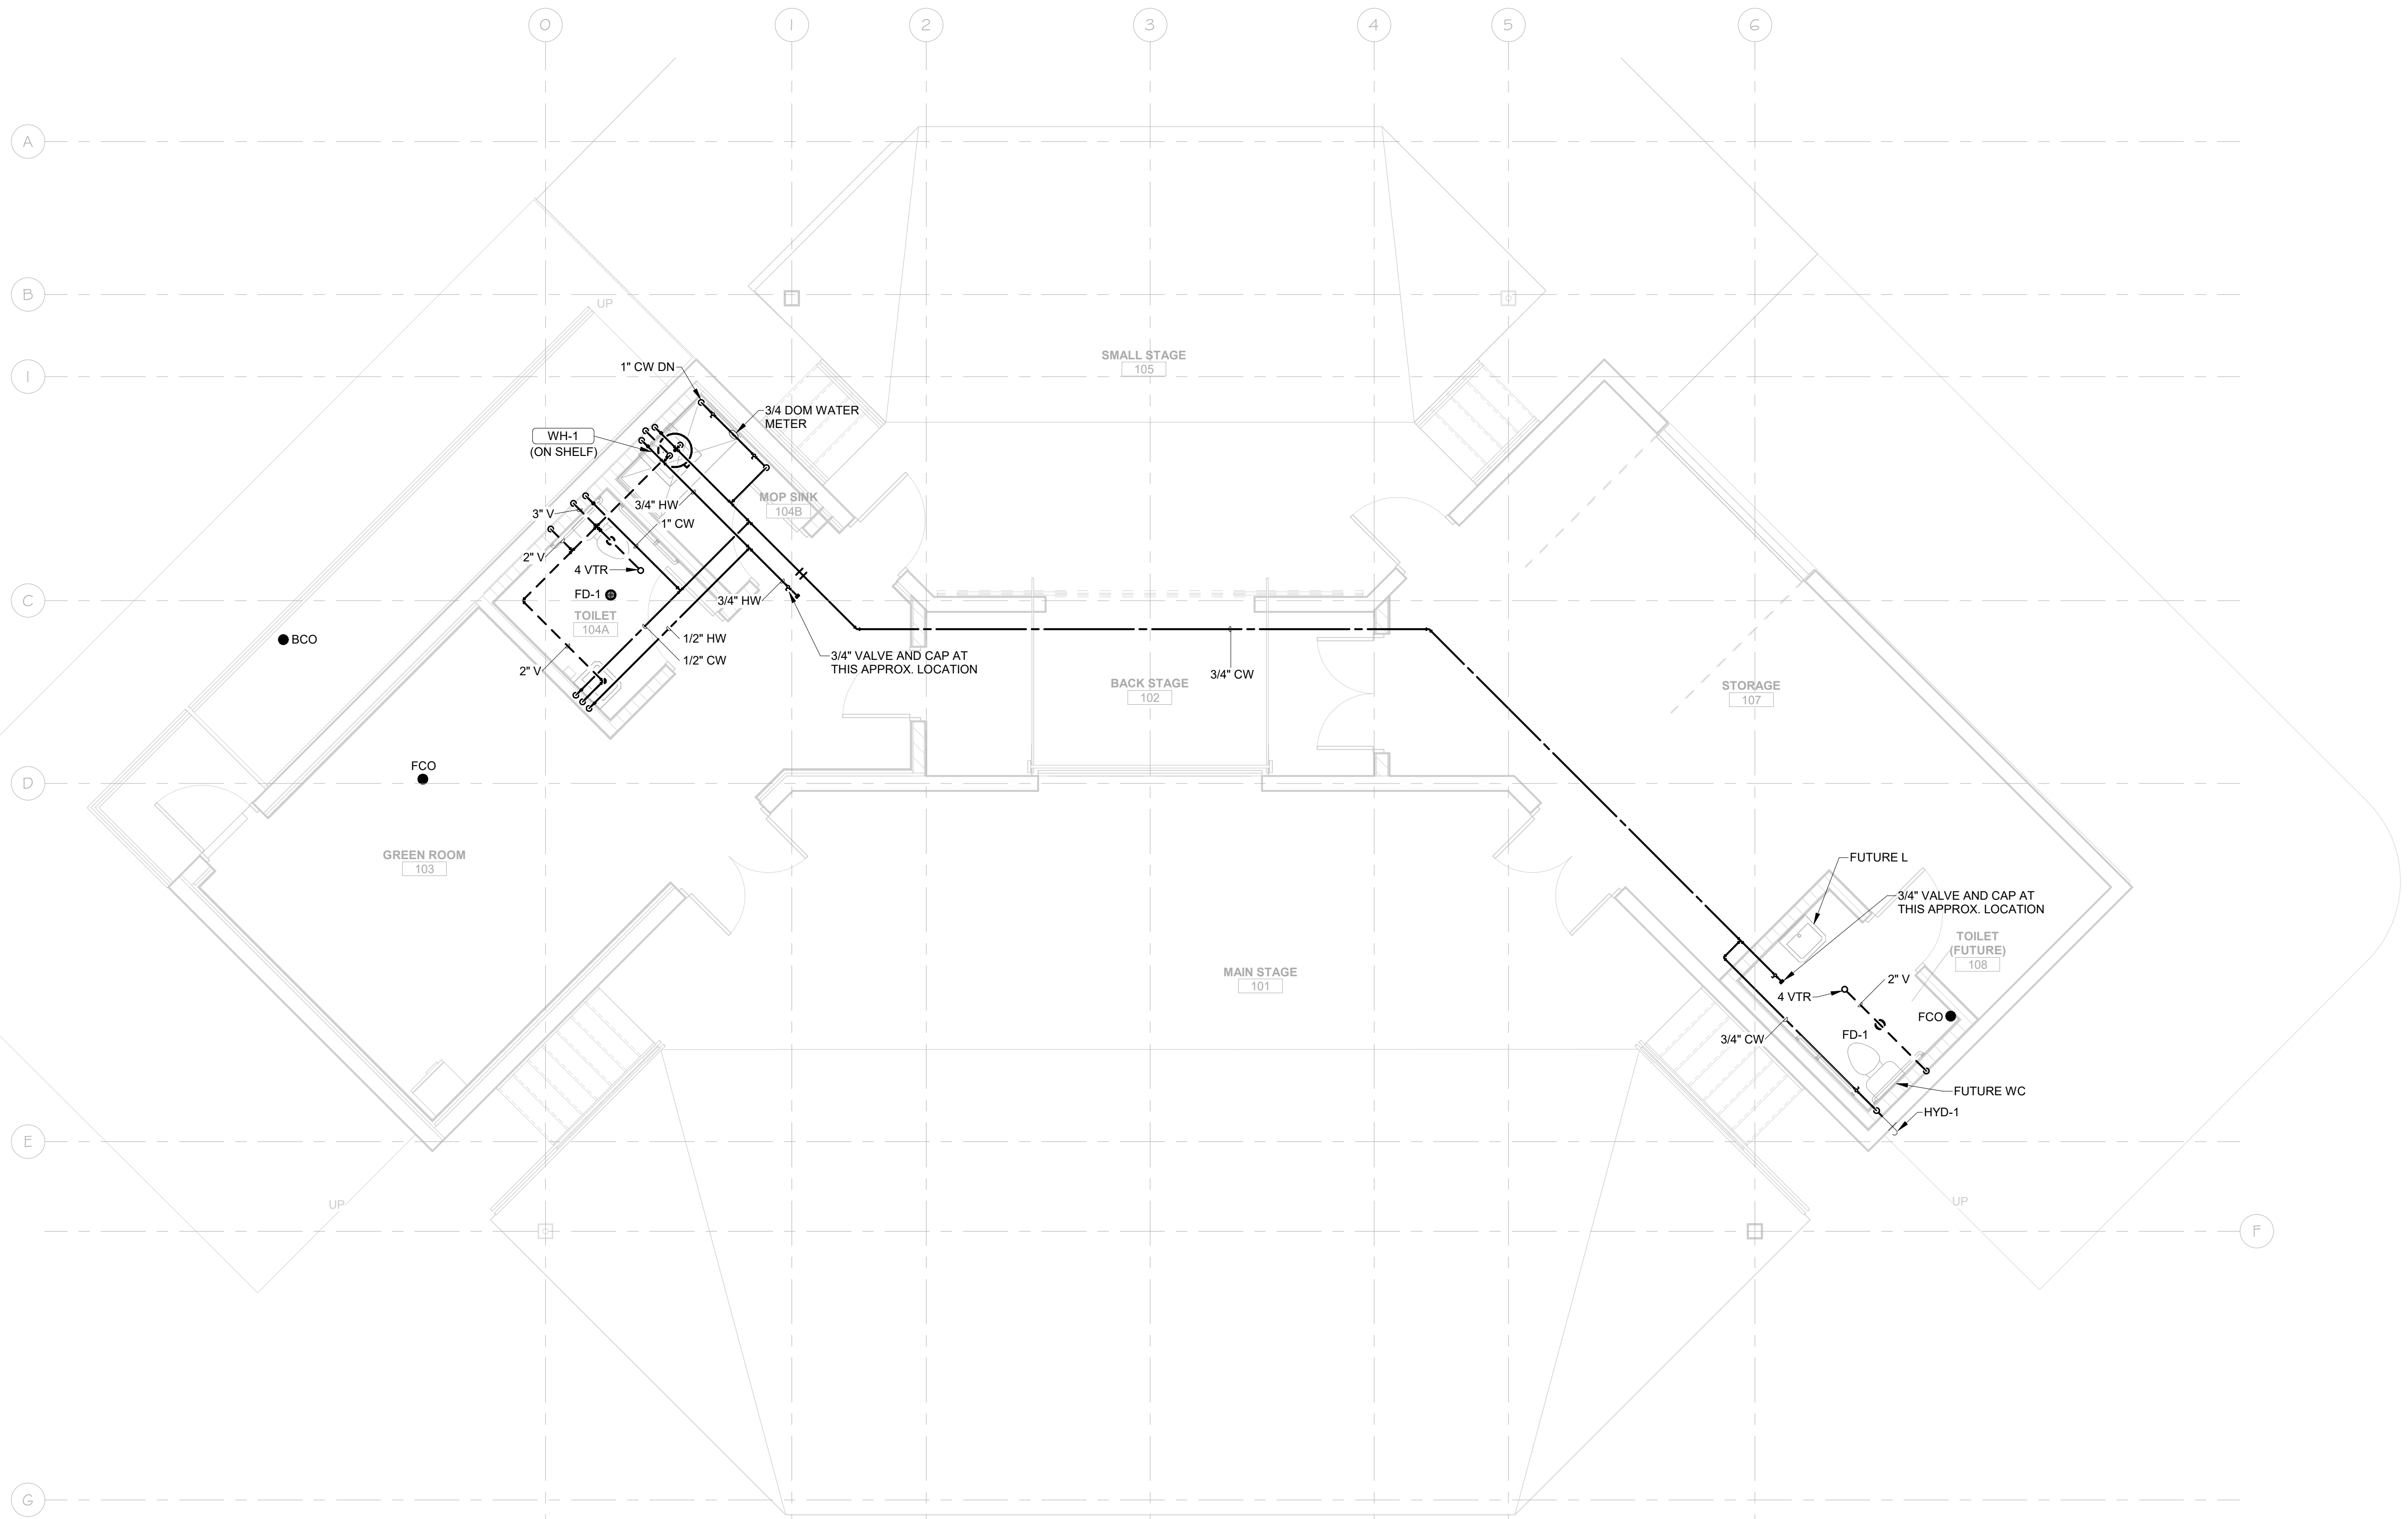 0
1
2
3
4
5
6
A
B
UP
SMALL STAGE
105
1
1" CW DN
3/4 DOM WATER
METER
WH-1
(ON SHELF)
MOP SINK
104B
3/4" HW
3" V
1" CW
2" V
4 VTR
FD-1
C
3/4" HW
TOILET
104A
BCO
1/2" HW
1/2" CW
3/4" VALVE AND CAP AT
THIS APPROX. LOCATION
2" V
3/4" CW
BACK STAGE
102
STORAGE
107
FCO
D
GREEN ROOM
103
FUTURE L
3/4" VALVE AND CAP AT
THIS APPROX. LOCATION
TOILET
(FUTURE)
108
MAIN STAGE
101
2" V
4 VTR
FCO
FD-1
3/4" CW
FUTURE WC
HYD-1
E
UP
UP
F
G